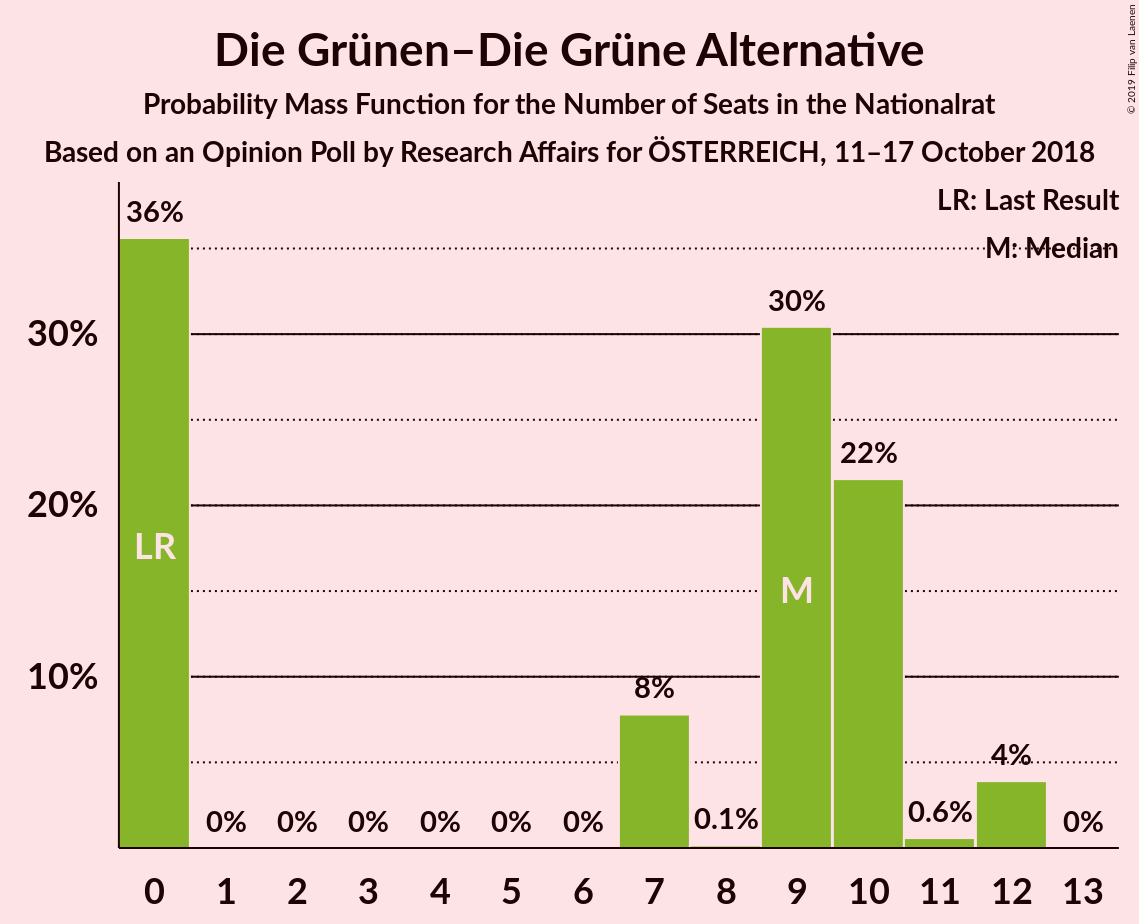 Die Grünen–Die Grüne Alternative
Probability Mass Function for the Number of Seats in the Nationalrat
Based on an Opinion Poll by Research Affairs for ÖSTERREICH, 11–17 October 2018
© 2019 Filip van Laenen
LR: Last Result
M: Median
36%
30%
30%
22%
20%
LR
M
10%
8%
4%
0% 0% 0% 0% 0% 0% 0.1% 0.6% 0%
0 1 2 3 4 5 6 7 8 9 10 11 12 13